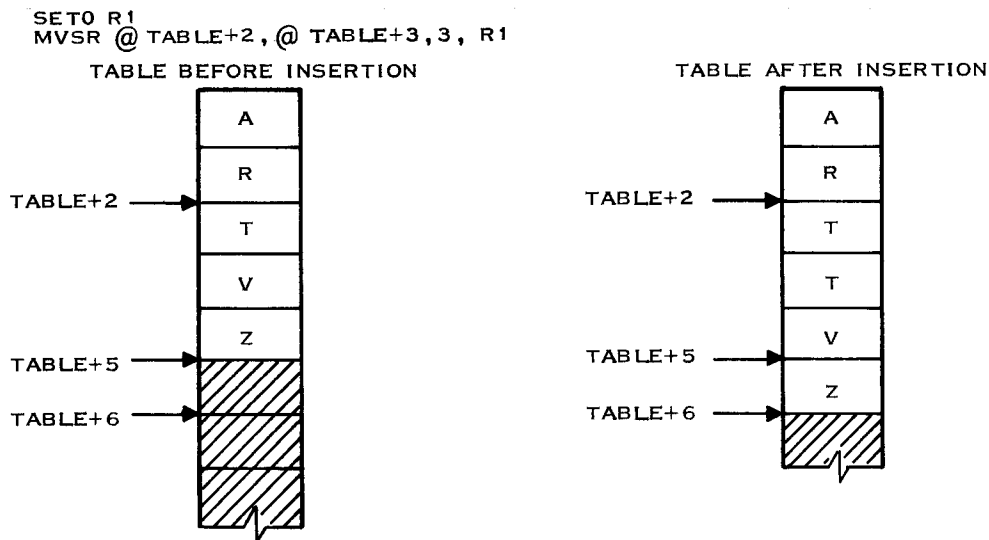 SETO R1
MVSR @ TABLE+2, @ TABLE+3,3, R1
TABLE BEFORE INSERTION
A
R
TABLE+2
T
V
Z
TABLE+5
TABLE+6
TABLE AFTER INSERTION
A
R
TABLE+2
T
T
V
TABLE+5
Z
TABLE+6